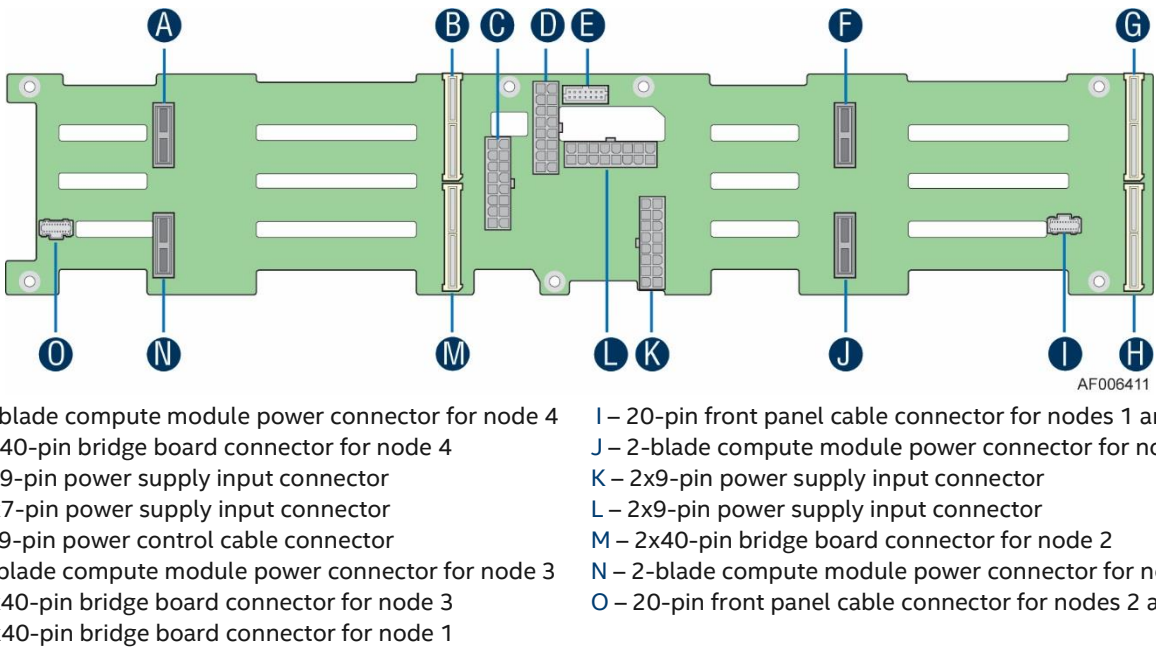 A
B
C
D
E
F
G
O
N
M
L
K
J
I
H
AF006411
blade compute module power connector for node 4
40-pin bridge board connector for node 4
9-pin power supply input connector
7-pin power supply input connector
9-pin power control cable connector
blade compute module power connector for node 3
40-pin bridge board connector for node 3
40-pin bridge board connector for node 1
I – 20-pin front panel cable connector for nodes 1
J – 2-blade compute module power connector for
K – 2x9-pin power supply input connector
L – 2x9-pin power supply input connector
M – 2x40-pin bridge board connector for node 2
N – 2-blade compute module power connector for
O – 20-pin front panel cable connector for nodes 2